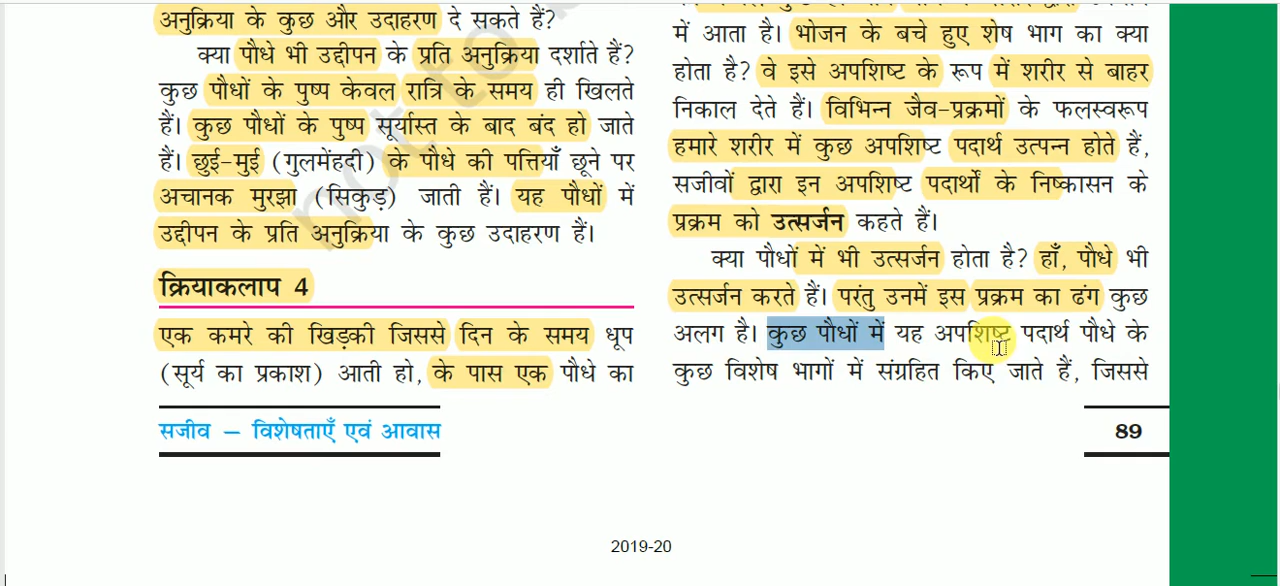 अनुक्रिया के कुछ और उदाहरण दे सकते हैं?
क्या पौधे भी उद्दीपन के प्रति अनुक्रिया दर्शाते हैं?
कुछ पौधों के पुष्प केवल रात्रि के समय ही खिलते
हैं। कुछ पौधों के पुष्प सूर्यास्त के बाद बंद हो जाते
हैं। छुई-मुई (गुलमेंहदी) के पौधे की पत्तियाँ छूने पर
अचानक मुरझा (सिकुड़) जाती हैं। यह पौधों में
उद्दीपन के प्रति अनुक्रिया के कुछ उदाहरण हैं।
क्रियाकलाप 4
एक कमरे की खिड़की जिससे दिन के समय धूप
(सूर्य का प्रकाश) आती हो, के पास एक पौधे का
में आता है। भोजन के बचे हुए शेष भाग का क्या
होता है? वे इसे अपशिष्ट के रूप में शरीर से बाहर
निकाल देते हैं। विभिन्न जैव-प्रक्रमों के फलस्वरूप
हमारे शरीर में कुछ अपशिष्ट पदार्थ उत्पन्न होते हैं,
सजीवों द्वारा इन अपशिष्ट पदार्थों के निष्कासन के
प्रक्रम को उत्सर्जन कहते हैं।
क्या पौधों में भी उत्सर्जन होता है? हाँ, पौधे भी
उत्सर्जन करते हैं। परंतु उनमें इस प्रक्रम का ढंग कुछ
अलग है। कुछ पौधों में यह अपशिष्ट पदार्थ पौधे के
कुछ विशेष भागों में संग्रहित किए जाते हैं, जिससे
सजीव – विशेषताएँ एवं आवास
89
2019-20
not to